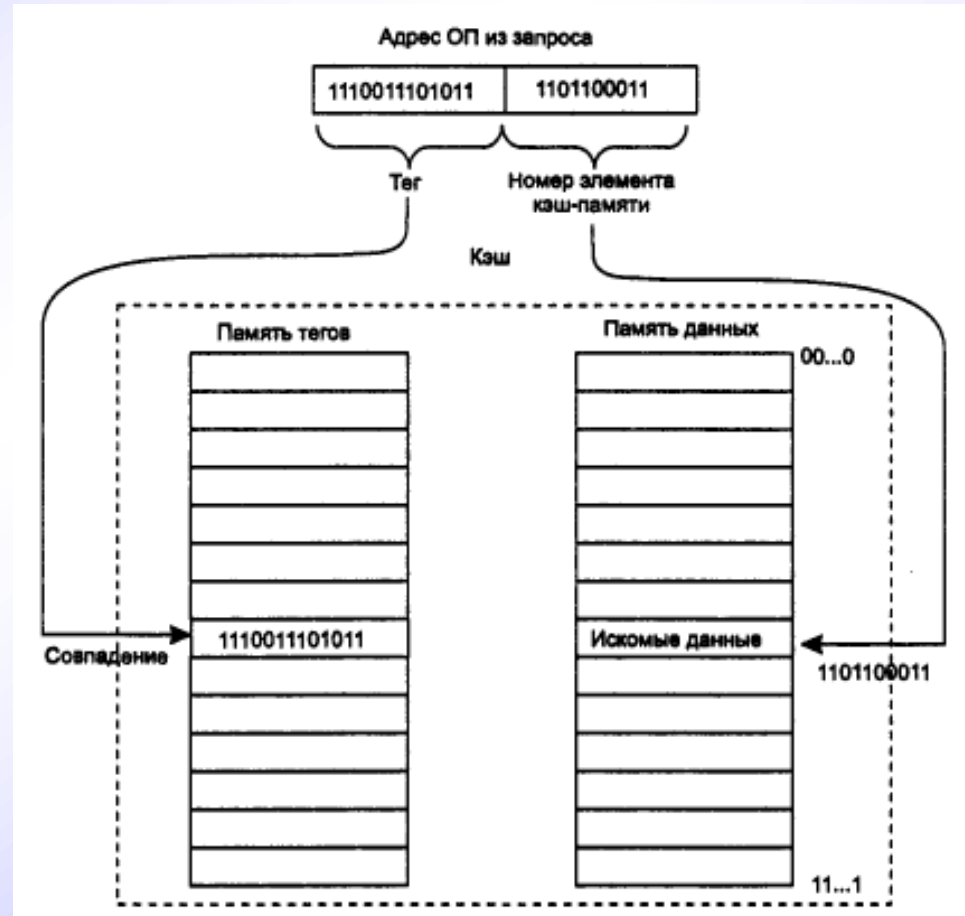 Адрес ОП из запроса
1110011101011 1101100011
Тег Номер элемента
кэш-памяти
Кэш
Память тегов Память данных
00...0
1110011101011 Искомые данные
Совпадение
1101100011
11...1